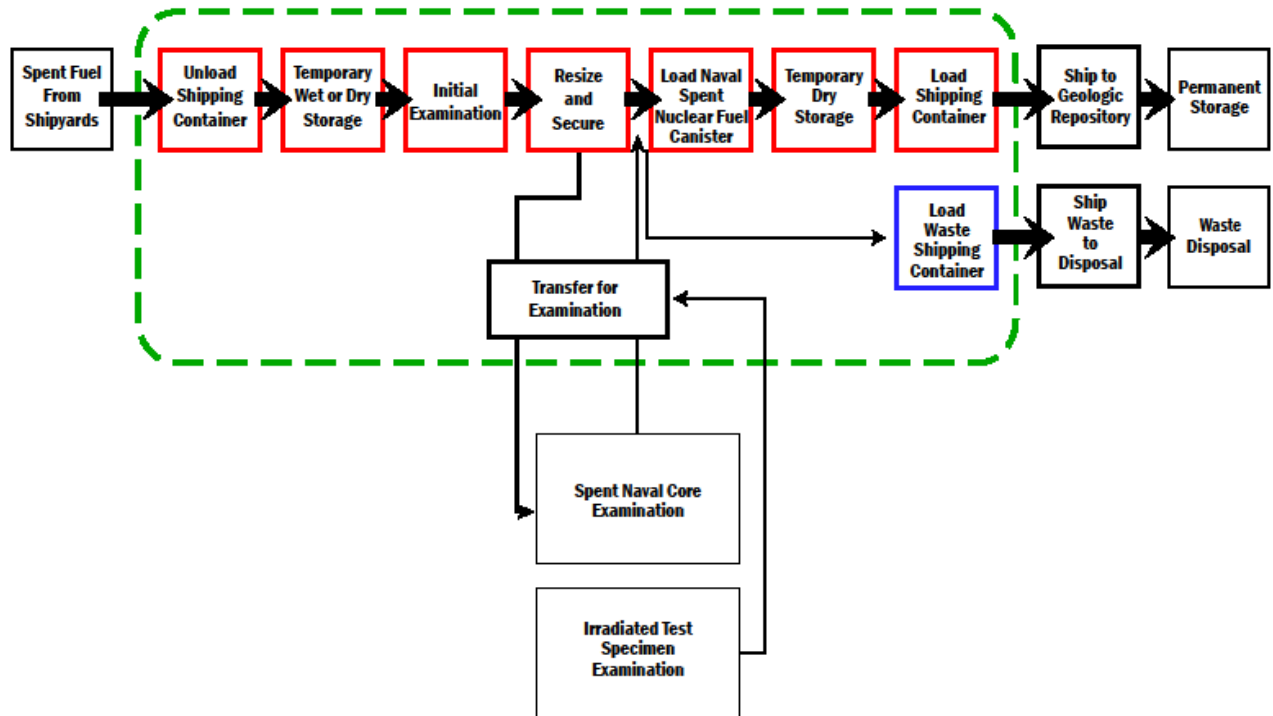 Spent Fuel
From
Shipyards
Unload
Shipping
Container
Temporary
Wet or Dry
Storage
Initial
Examination
Resize
and
Secure
Load Naval
Spent
Nuclear Fuel
Canister
Temporary
Dry
Storage
Load
Shipping
Container
Ship to
Geologic
Repository
Permanent
Storage
Load
Waste
Shipping
Container
Ship
Waste
to
Disposal
Waste
Disposal
Transfer for
Examination
Spent Naval Core
Examination
Irradiated Test
Specimen
Examination